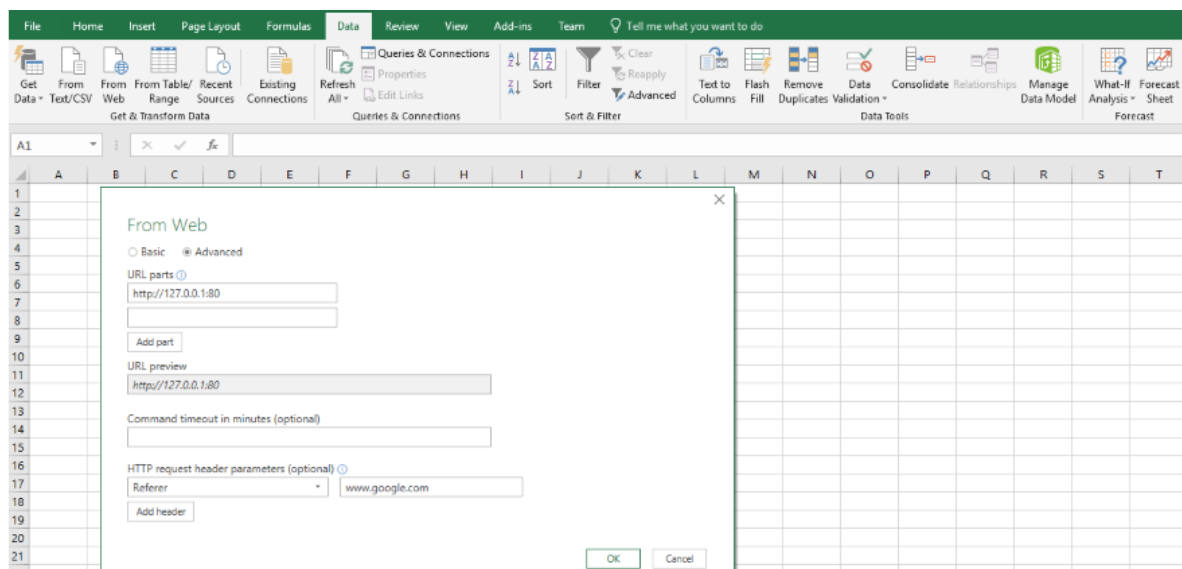 File Home Insert Page Layout Formulas Data Review View Add-ins Team Tell me what you want to do
Get Data From Text/CSV From Web From Table/ Range Recent Sources Existing Connections
Get & Transform Data
Refresh All Queries & Connections Properties Edit Links
Queries & Connections
Sort Filter Clear Reapply Advanced
Sort & Filter
Text to Columns Flash Fill Remove Duplicates Data Validation Consolidate Relationships Manage Data Model
Data Tools
What-If Analysis Forecast Sheet
Forecast
A1 fx
A B C D E F G H I J K L M N O P Q R S T
1
2
3
4
5
6
7
8
9
10
11
12
13
14
15
16
17
18
19
20
21
From Web
Basic Advanced
URL parts
http://127.0.0.1:80
Add part
URL preview
http://127.0.0.1:80
Command timeout in minutes (optional)
HTTP request header parameters (optional)
Referer www.google.com
Add header
OK Cancel